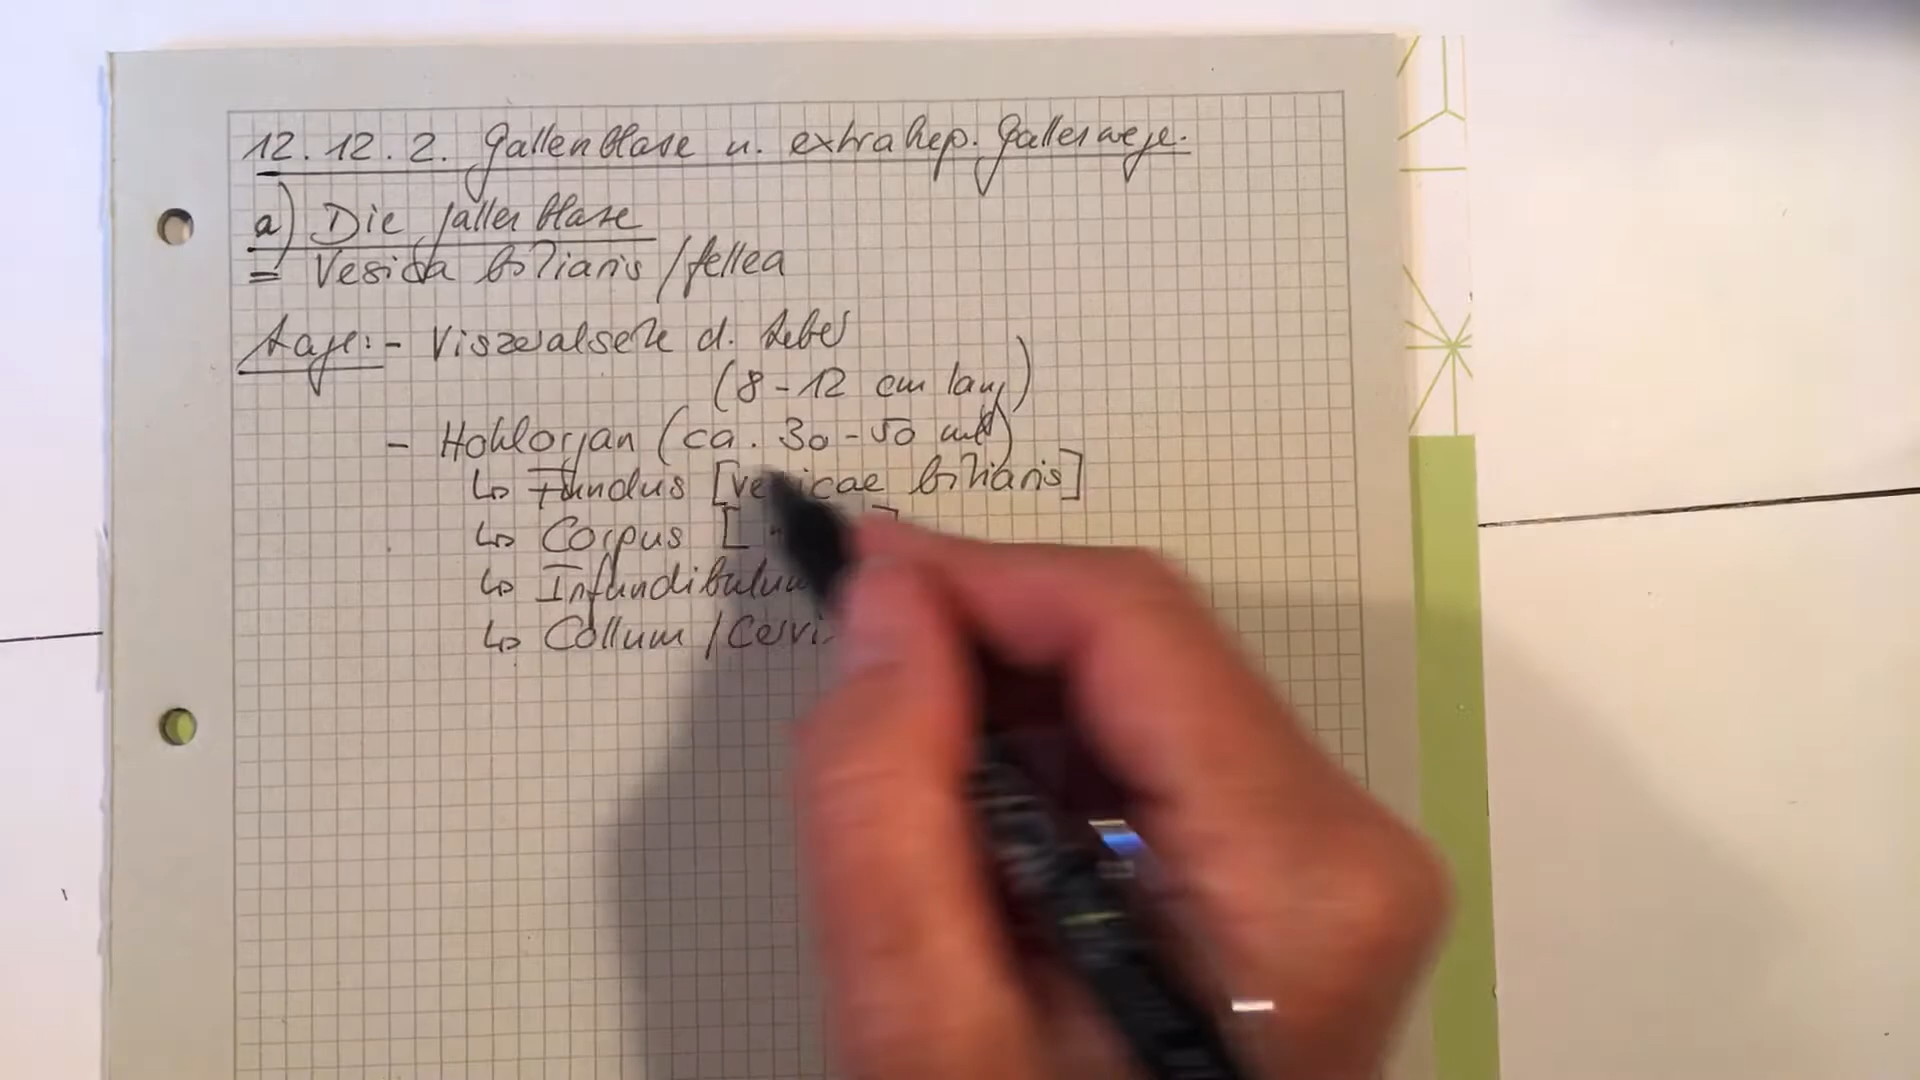 12.12.2. Gallenblase u. extrahep. Gallenwege.
a) Die Gallenblase
= Vesica biliaris / fellea
Lage: - Viszeralseite d. Leber
(8-12 cm lang)
- Hohlorgan (ca. 30-50 ml)
↳ Fundus [vesicae biliaris]
↳ Corpus [ " ]
↳ Infundibulum
↳ Collum / Cervi